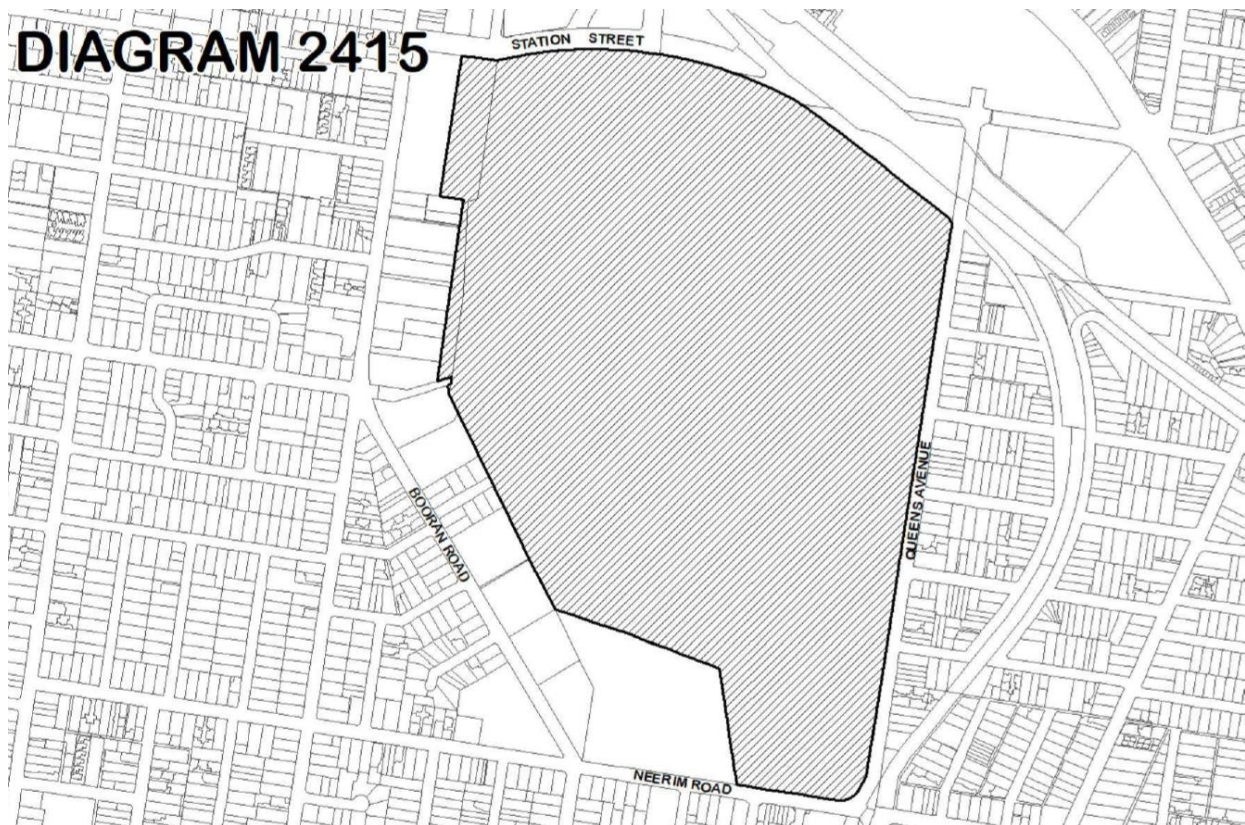 DIAGRAM 2415
STATION STREET
BOORAN ROAD
QUEENS AVENUE
NEERIM ROAD